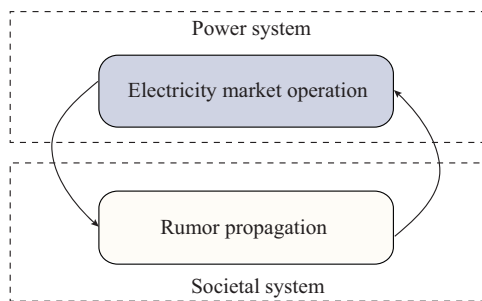 Power system
Electricity market operation
Rumor propagation
Societal system